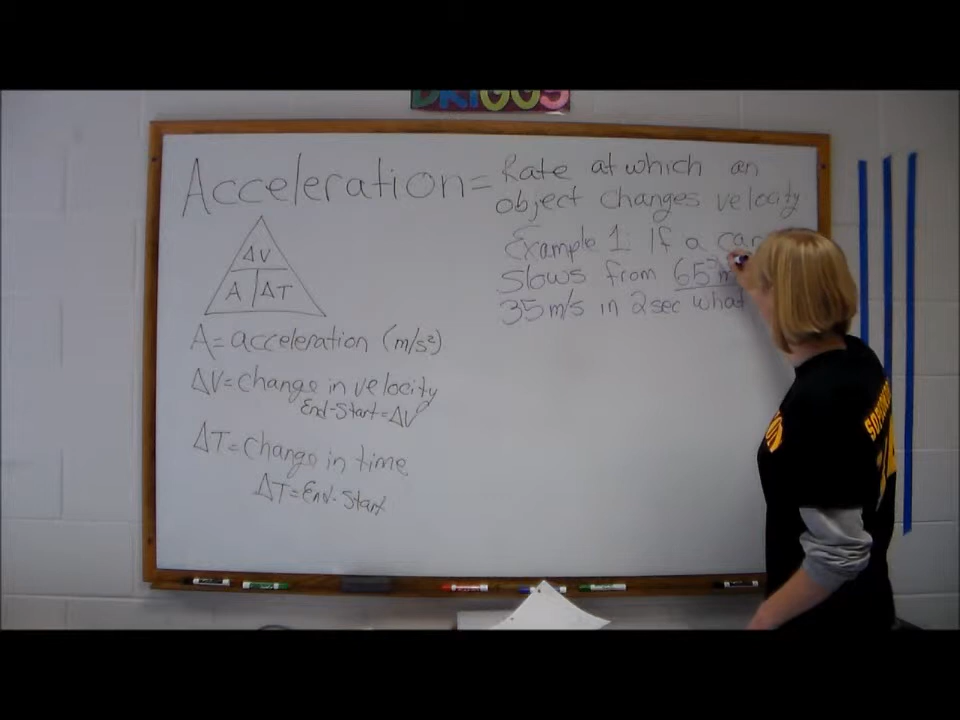 DRIGGS
Acceleration = Rate at which an
object changes velocity
ΔV
A ΔT
Example 1: If a car
Slows from 65
35 m/s in 2 sec what
A = acceleration (m/s²)
ΔV = change in velocity
End-Start = ΔV
ΔT = change in time
ΔT = End-Start